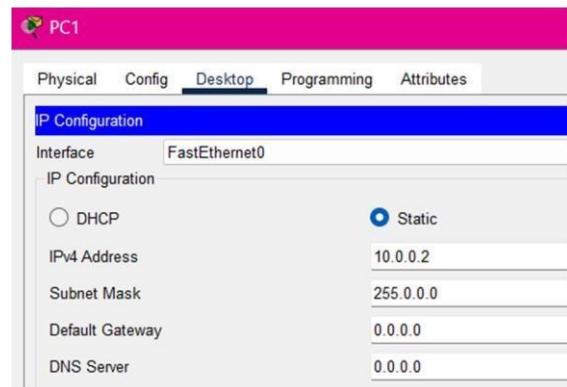 PC1
Physical Config Desktop Programming Attributes
IP Configuration
Interface FastEthernet0
IP Configuration
DHCP Static
IPv4 Address 10.0.0.2
Subnet Mask 255.0.0.0
Default Gateway 0.0.0.0
DNS Server 0.0.0.0